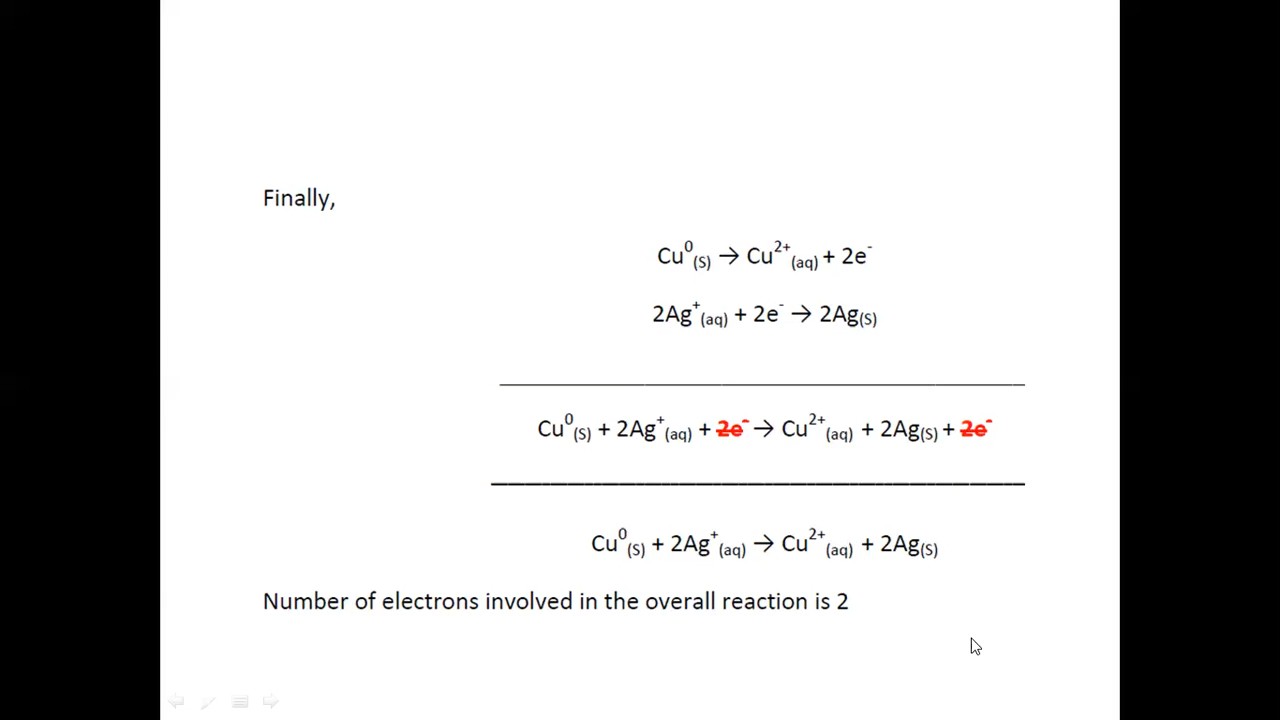 Finally,
Cu⁰(S) → Cu²⁺(aq) + 2e⁻
2Ag⁺(aq) + 2e⁻ → 2Ag(S)
Cu⁰(S) + 2Ag⁺(aq) + 2e⁻ → Cu²⁺(aq) + 2Ag(S) + 2e⁻
Cu⁰(S) + 2Ag⁺(aq) → Cu²⁺(aq) + 2Ag(S)
Number of electrons involved in the overall reaction is 2